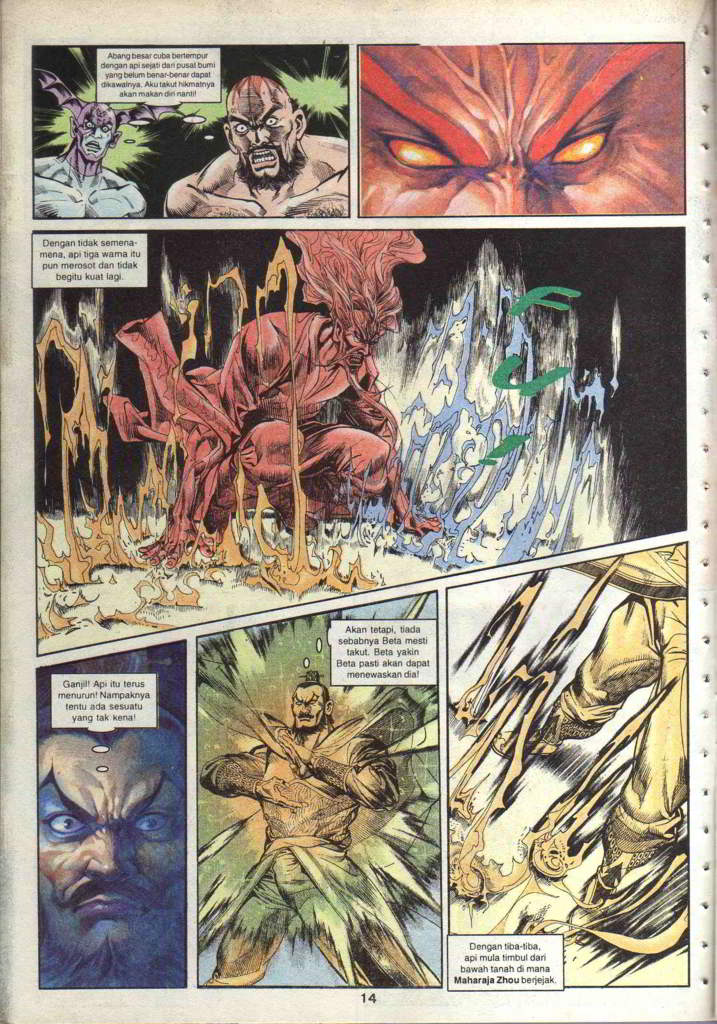 Abang besar cuba bertempur
dengan api sejati dari pusat bumi
yang belum benar-benar dapat
dikawalnya. Aku takut hikmatnya
akan makan diri nanti!
Dengan tidak semena-
mena, api tiga warna itu
pun merosot dan tidak
begitu kuat lagi.
FUI
Ganjil! Api itu terus
menurun! Nampaknya
tentu ada sesuatu
yang tak kena!
Akan tetapi, tiada
sebabnya Beta mesti
takut. Beta yakin
Beta pasti akan dapat
menewaskan dia!
Dengan tiba-tiba,
api mula timbul dari
bawah tanah di mana
Maharaja Zhou berjejak.
14